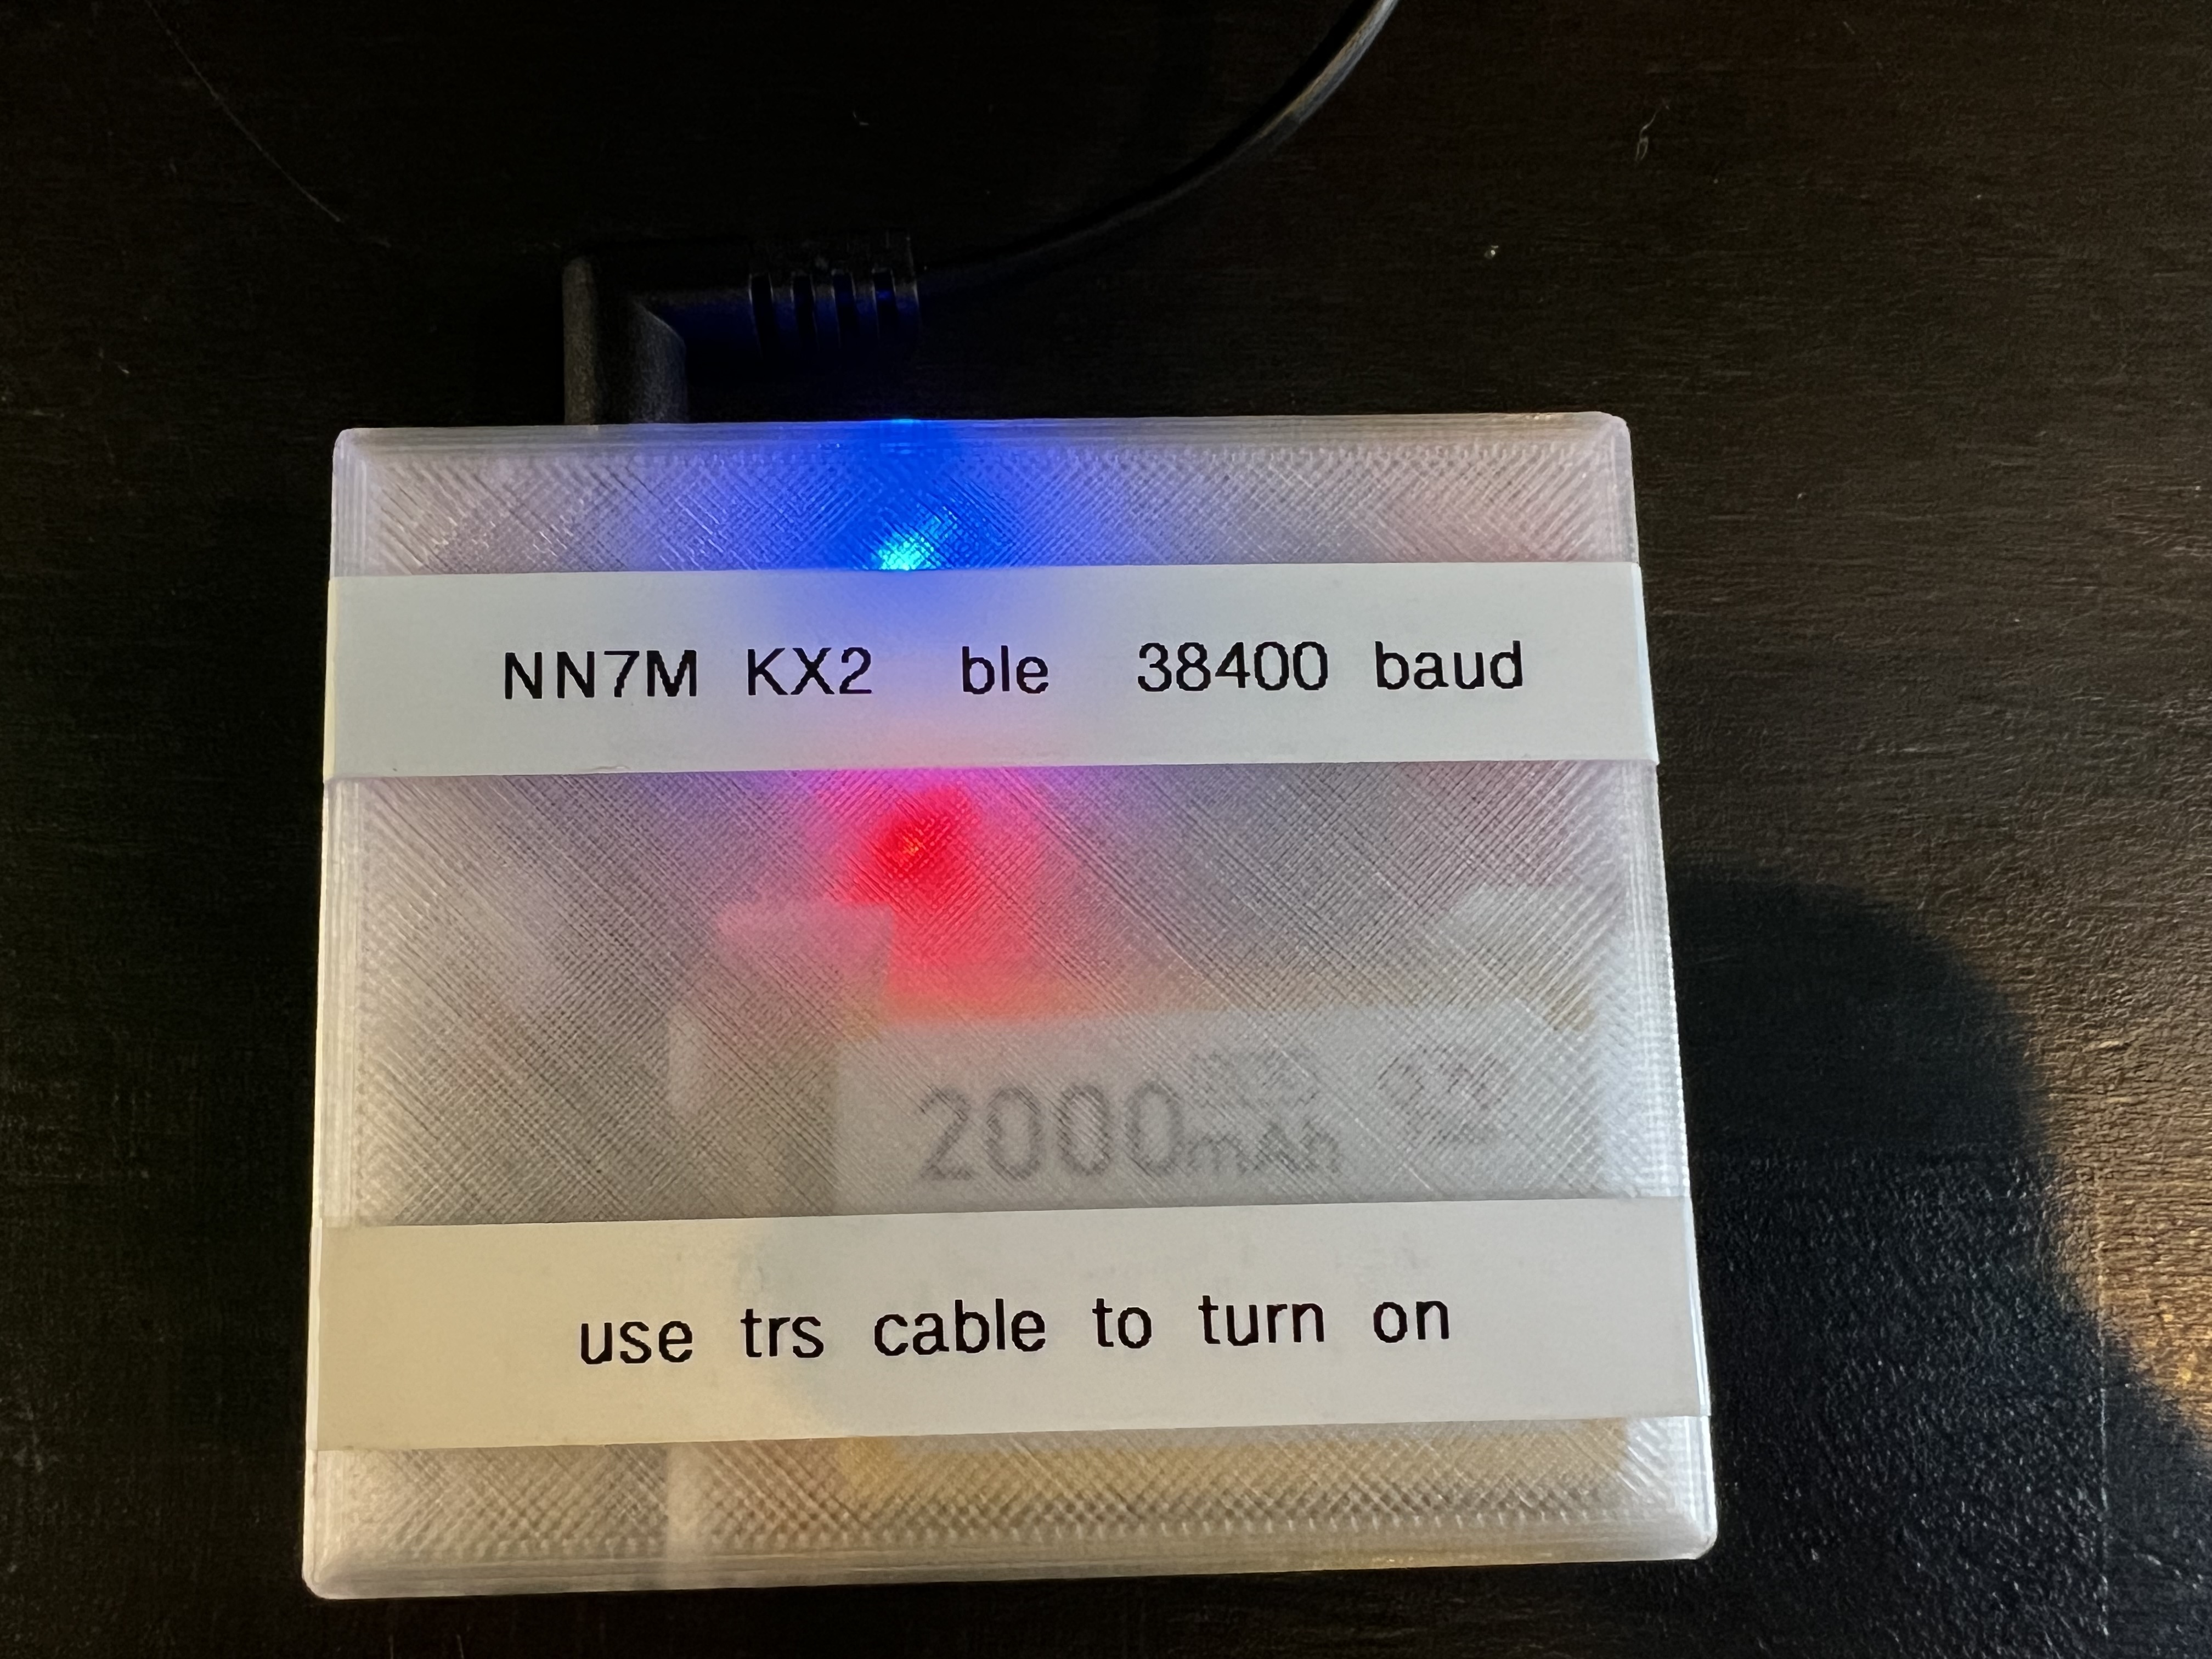 NN7M KX2 ble 38400 baud
2000mAh
use trs cable to turn on